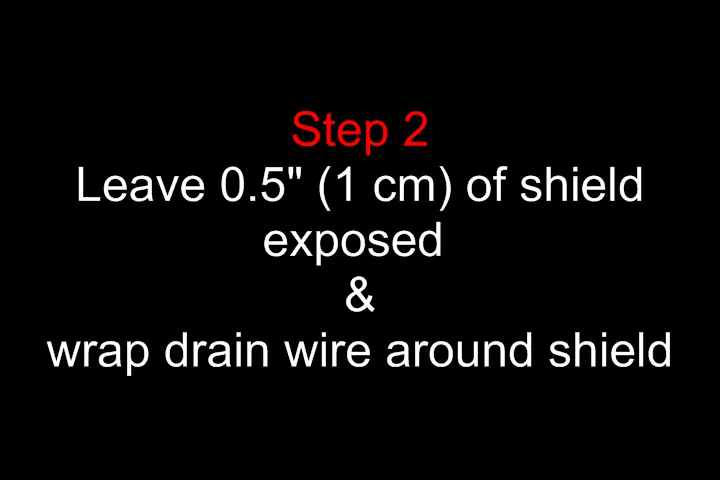 Step 2
Leave 0.5" (1 cm) of shield
exposed
&
wrap drain wire around shield